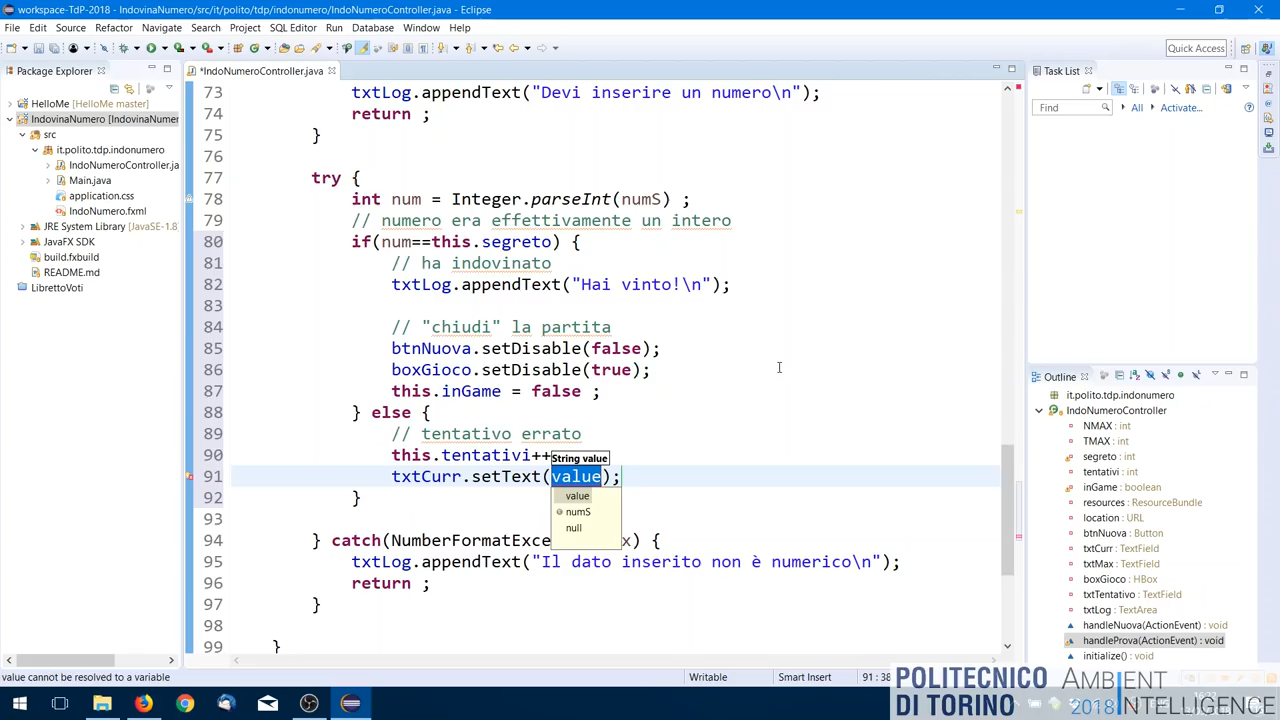 workspace-TdP-2018 - IndovinaNumero/src/it/polito/tdp/indonumero/IndoNumeroController.java - Eclipse
File Edit Source Refactor Navigate Search Project SQL Editor Run Database Window Help
Quick Access
Package Explorer
*IndoNumeroController.java
Task List
HelloMe [HelloMe master]
IndovinaNumero [IndovinaNumer
src
it.polito.tdp.indonumero
IndoNumeroController.ja
Main.java
application.css
IndoNumero.fxml
JRE System Library [JavaSE-1.8
JavaFX SDK
build.fxbuild
README.md
LibrettoVoti
73 txtLog.appendText("Devi inserire un numero\n");
74 return ;
75 }
76
77 try {
78 int num = Integer.parseInt(numS) ;
79 // numero era effettivamente un intero
80 if(num==this.segreto) {
81 // ha indovinato
82 txtLog.appendText("Hai vinto!\n");
83
84 // "chiudi" la partita
85 btnNuova.setDisable(false);
86 boxGioco.setDisable(true);
87 this.inGame = false ;
88 } else {
89 // tentativo errato
90 this.tentativi++
String value
91 txtCurr.setText(value);
value
numS
null
92 }
93
94 } catch(NumberFormatExce x) {
95 txtLog.appendText("Il dato inserito non è numerico\n");
96 return ;
97 }
98
99 }
Find All Activate...
Outline
it.polito.tdp.indonumero
IndoNumeroController
NMAX : int
TMAX : int
segreto : int
tentativi : int
inGame : boolean
resources : ResourceBundle
location : URL
btnNuova : Button
txtCurr : TextField
txtMax : TextField
boxGioco : HBox
txtTentativo : TextField
txtLog : TextArea
handleNuova(ActionEvent) : void
handleProva(ActionEvent) : void
initialize() : void
value cannot be resolved to a variable
Writable
Smart Insert
91 : 38
POLITECNICO
DI TORINO
AMBIENT
2018 INTELLIGENCE